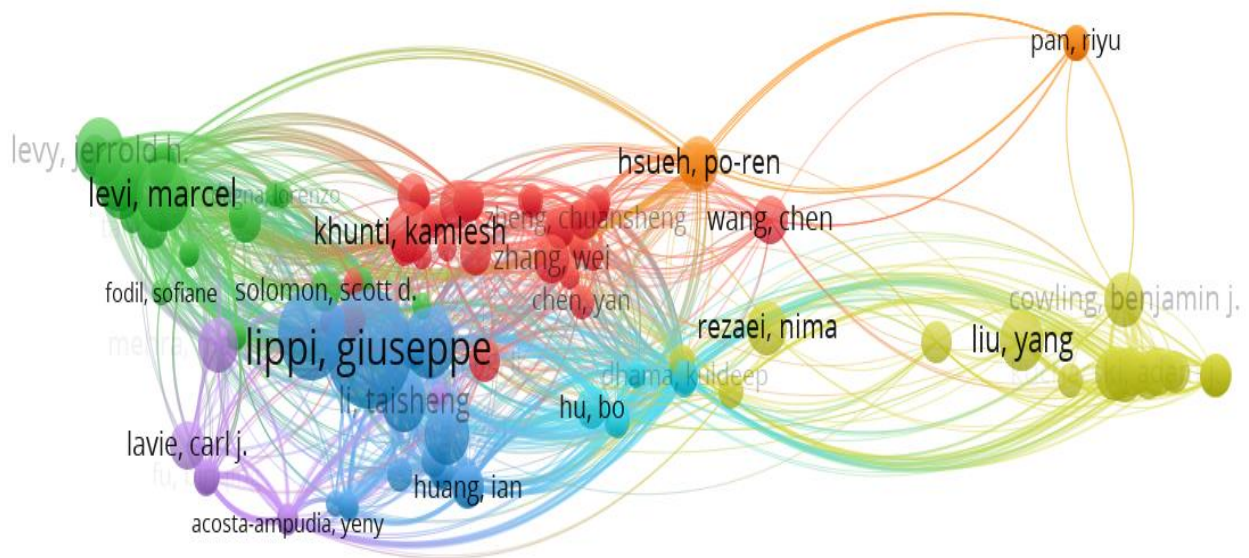 pan, riyu
levy, jerrold h.
hsueh, po-ren
levi, marcel
lorenzo
zheng, chuansheng
wang, chen
khunti, kamlesh
zhang, wei
fodil, sofiane
solomon, scott d.
chen, yan
cowling, benjamin j.
rezaei, nima
liu, yang
lippi, giuseppe
dhama, kuldeep
li, taisheng
hu, bo
lavie, carl j.
huang, ian
acosta-ampudia, yeny